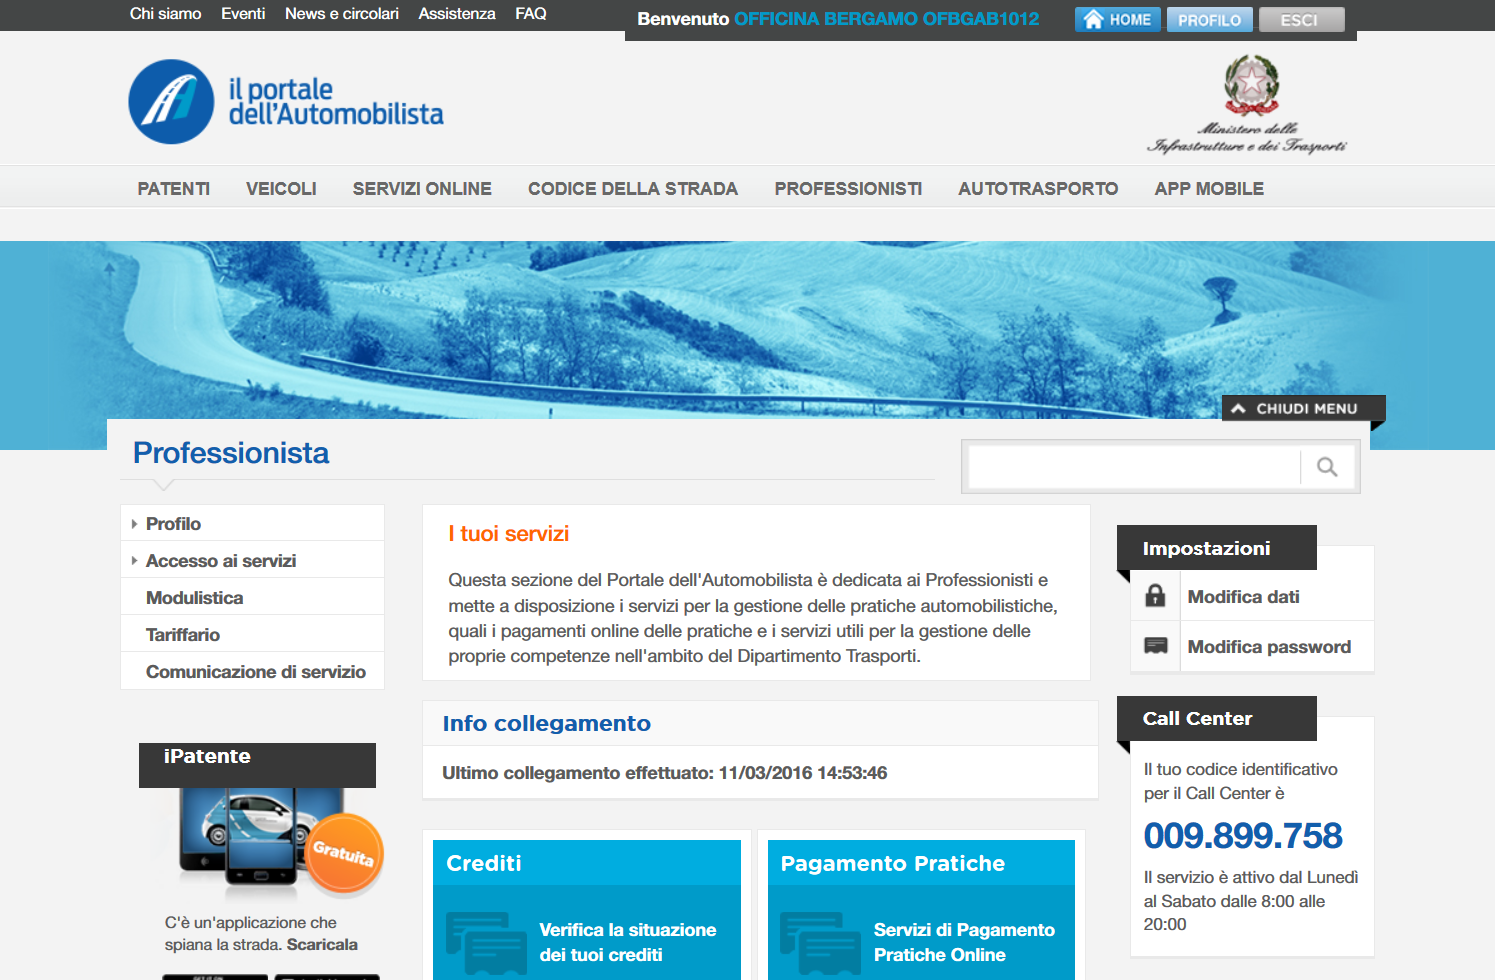 Chi siamo Eventi News e circolari Assistenza FAQ
Benvenuto OFFICINA BERGAMO OFBGAB1012
HOME PROFILO ESCI
il portale
dell'Automobilista
Ministero delle
Infrastrutture e dei Trasporti
PATENTI VEICOLI SERVIZI ONLINE CODICE DELLA STRADA PROFESSIONISTI AUTOTRASPORTO APP MOBILE
CHIUDI MENU
Professionista
Profilo
Accesso ai servizi
Modulistica
Tariffario
Comunicazione di servizio
iPatente
Gratuita
C'è un'applicazione che
spiana la strada. Scaricala
GET IT ON
I tuoi servizi
Questa sezione del Portale dell'Automobilista è dedicata ai Professionisti e
mette a disposizione i servizi per la gestione delle pratiche automobilistiche,
quali i pagamenti online delle pratiche e i servizi utili per la gestione delle
proprie competenze nell'ambito del Dipartimento Trasporti.
Info collegamento
Ultimo collegamento effettuato: 11/03/2016 14:53:46
Crediti
Verifica la situazione
dei tuoi crediti
Pagamento Pratiche
Servizi di Pagamento
Pratiche Online
Impostazioni
Modifica dati
Modifica password
Call Center
Il tuo codice identificativo
per il Call Center è
009.899.758
Il servizio è attivo dal Lunedì
al Sabato dalle 8:00 alle
20:00